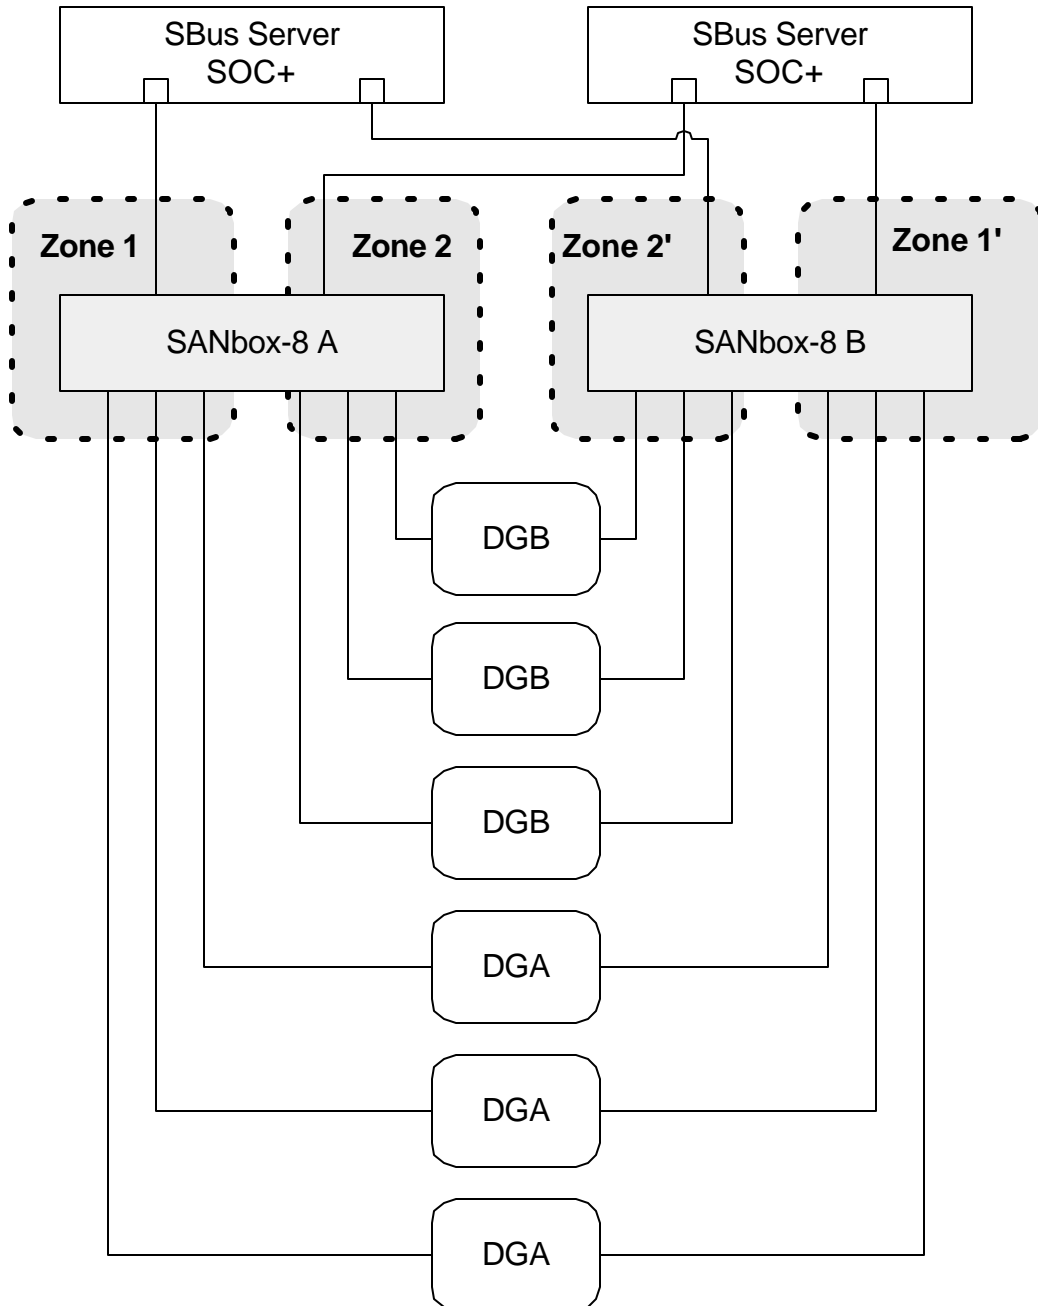 SBus Server
SOC+
SBus Server
SOC+
Zone 1
Zone 2
Zone 2'
Zone 1'
SANbox-8 A
SANbox-8 B
DGB
DGB
DGB
DGA
DGA
DGA